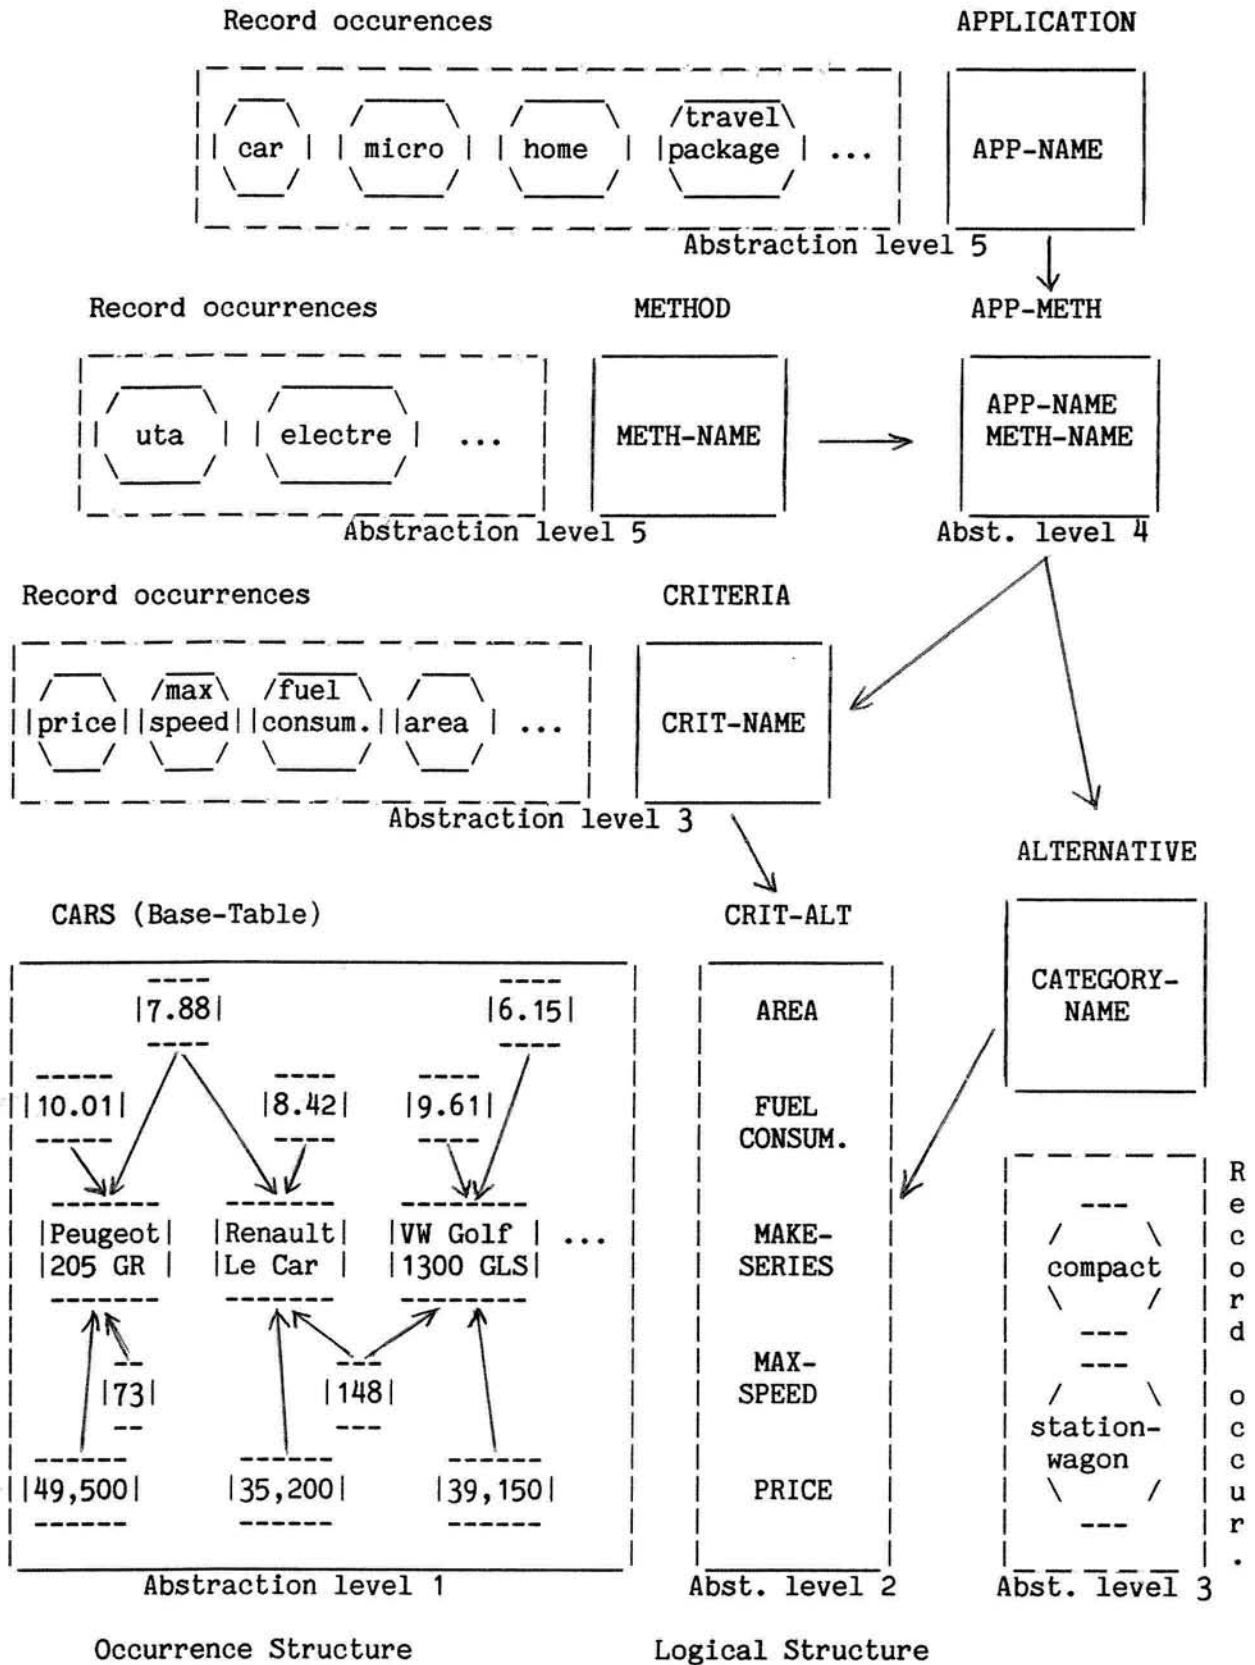 Record occurences
APPLICATION
car micro home travel package ...
APP-NAME
Abstraction level 5
Record occurrences
METHOD
APP-METH
uta electre ...
METH-NAME
APP-NAME
METH-NAME
Abstraction level 5
Abst. level 4
Record occurrences
CRITERIA
price max speed fuel consum. area ...
CRIT-NAME
Abstraction level 3
ALTERNATIVE
CARS (Base-Table)
CRIT-ALT
CATEGORY-
NAME
7.88 6.15
AREA
10.01 8.42 9.61
FUEL
CONSUM.
Peugeot Renault VW Golf ...
205 GR Le Car 1300 GLS
MAKE-
SERIES
73 148
MAX-
SPEED
49,500 35,200 39,150
PRICE
compact
station-
wagon
Record occur.
Abstraction level 1
Abst. level 2
Abst. level 3
Occurrence Structure
Logical Structure